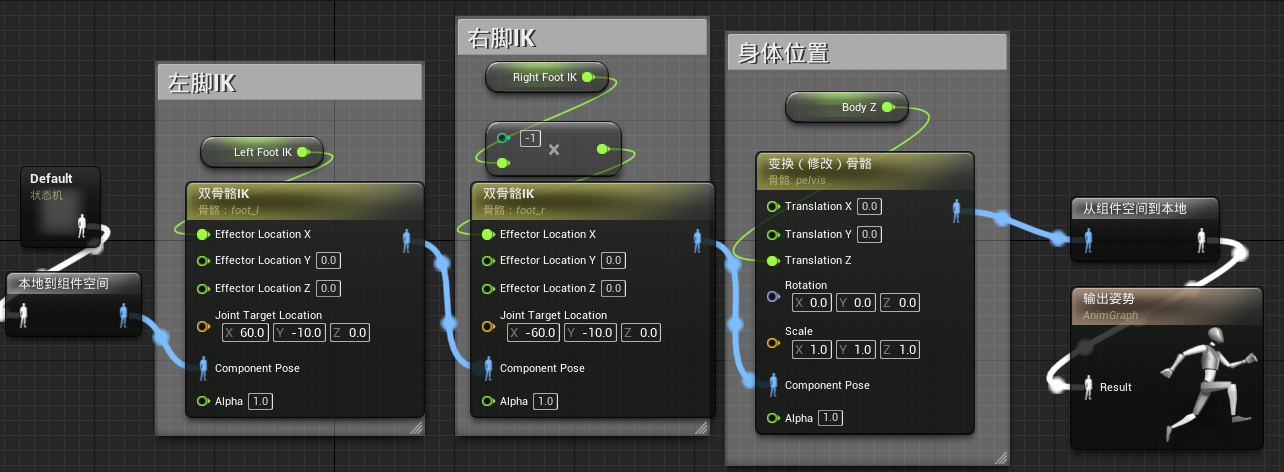 Default
状态机
本地到组件空间
左脚IK
Left Foot IK
双骨骼IK
骨骼：foot_l
Effector Location X
Effector Location Y 0.0
Effector Location Z 0.0
Joint Target Location
X 60.0 Y -10.0 Z 0.0
Component Pose
Alpha 1.0
右脚IK
Right Foot IK
-1
×
双骨骼IK
骨骼：foot_r
Effector Location X
Effector Location Y 0.0
Effector Location Z 0.0
Joint Target Location
X -60.0 Y -10.0 Z 0.0
Component Pose
Alpha 1.0
身体位置
Body Z
变换（修改）骨骼
骨骼: pelvis
Translation X 0.0
Translation Y 0.0
Translation Z
Rotation
X 0.0 Y 0.0 Z 0.0
Scale
X 1.0 Y 1.0 Z 1.0
Component Pose
Alpha 1.0
从组件空间到本地
输出姿势
AnimGraph
Result